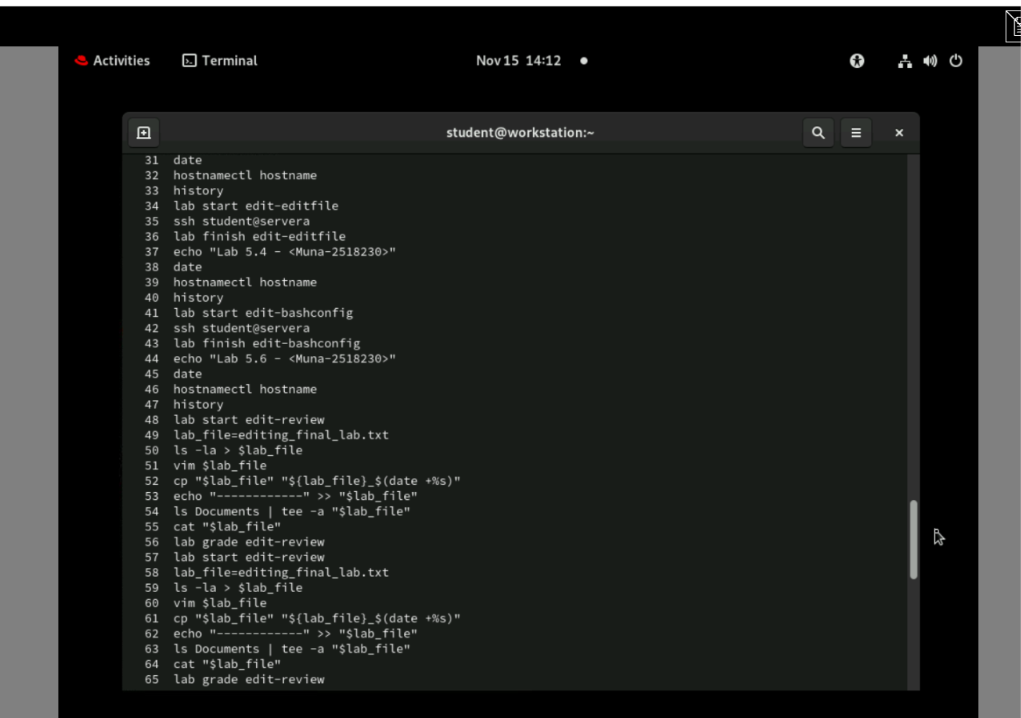 Activities Terminal Nov 15 14:12
student@workstation:~
31 date
32 hostnamectl hostname
33 history
34 lab start edit-editfile
35 ssh student@servera
36 lab finish edit-editfile
37 echo "Lab 5.4 - <Muna-2518230>"
38 date
39 hostnamectl hostname
40 history
41 lab start edit-bashconfig
42 ssh student@servera
43 lab finish edit-bashconfig
44 echo "Lab 5.6 - <Muna-2518230>"
45 date
46 hostnamectl hostname
47 history
48 lab start edit-review
49 lab_file=editing_final_lab.txt
50 ls -la > $lab_file
51 vim $lab_file
52 cp "$lab_file" "${lab_file}_$(date +%s)"
53 echo "------------" >> "$lab_file"
54 ls Documents | tee -a "$lab_file"
55 cat "$lab_file"
56 lab grade edit-review
57 lab start edit-review
58 lab_file=editing_final_lab.txt
59 ls -la > $lab_file
60 vim $lab_file
61 cp "$lab_file" "${lab_file}_$(date +%s)"
62 echo "------------" >> "$lab_file"
63 ls Documents | tee -a "$lab_file"
64 cat "$lab_file"
65 lab grade edit-review